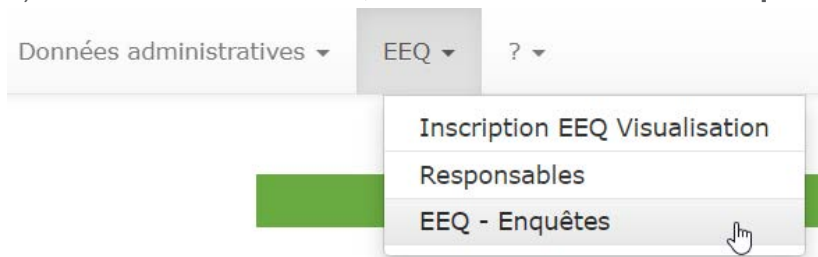 Données administratives EEQ ?
Inscription EEQ Visualisation
Responsables
EEQ - Enquêtes